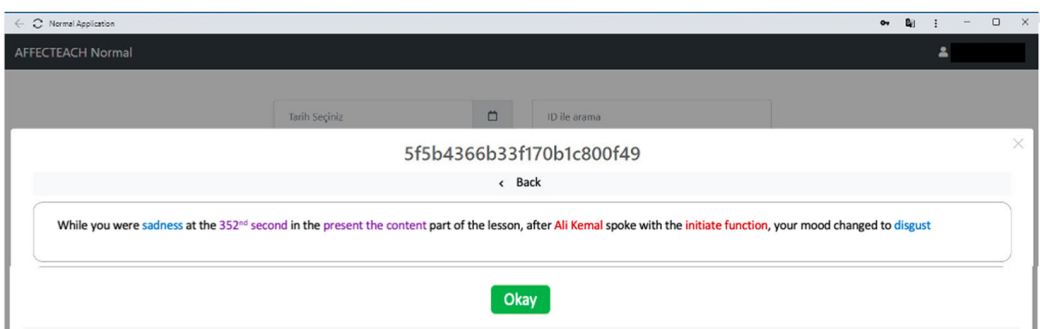 Normal Application
AFFECTEACH Normal
Tarih Seçiniz
ID ile arama
5f5b4366b33f170b1c800f49
‹ Back
While you were sadness at the 352nd second in the present the content part of the lesson, after Ali Kemal spoke with the initiate function, your mood changed to disgust
Okay